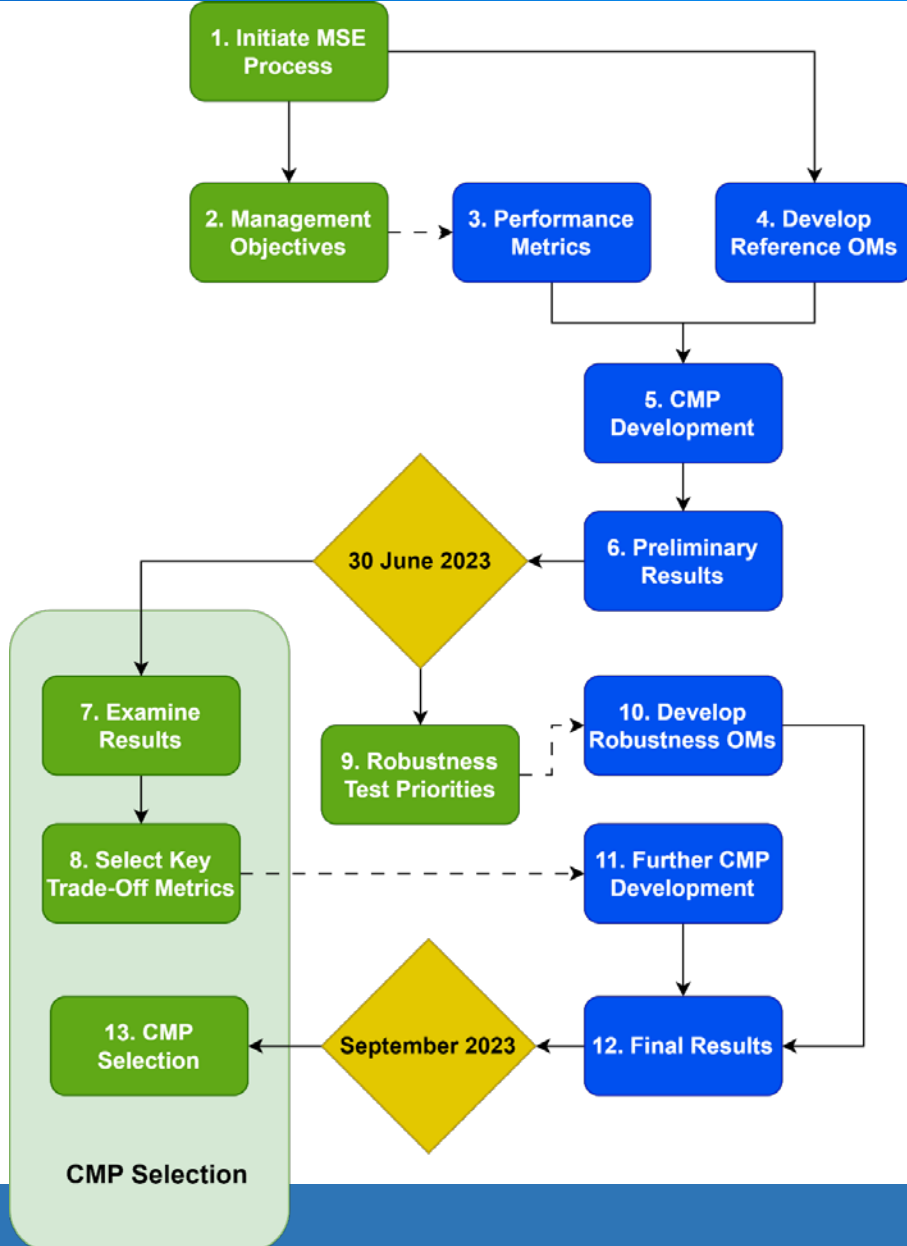 1. Initiate MSE
Process
2. Management
Objectives
3. Performance
Metrics
4. Develop
Reference OMs
5. CMP
Development
6. Preliminary
Results
30 June 2023
7. Examine
Results
8. Select Key
Trade-Off Metrics
9. Robustness
Test Priorities
10. Develop
Robustness OMs
11. Further CMP
Development
12. Final Results
September 2023
13. CMP
Selection
CMP Selection